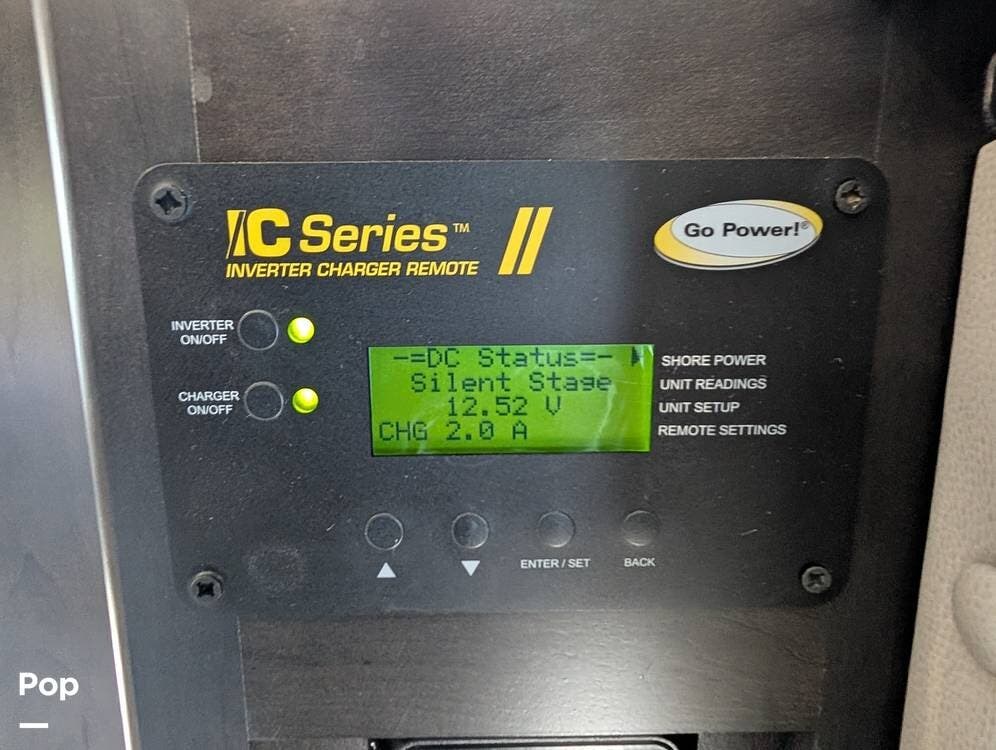 IC Series™
INVERTER CHARGER REMOTE
Go Power!®
INVERTER
ON/OFF
CHARGER
ON/OFF
-=DC Status=-
Silent Stage
12.52 V
CHG 2.0 A
SHORE POWER
UNIT READINGS
UNIT SETUP
REMOTE SETTINGS
▲ ▼ ENTER / SET BACK
Pop